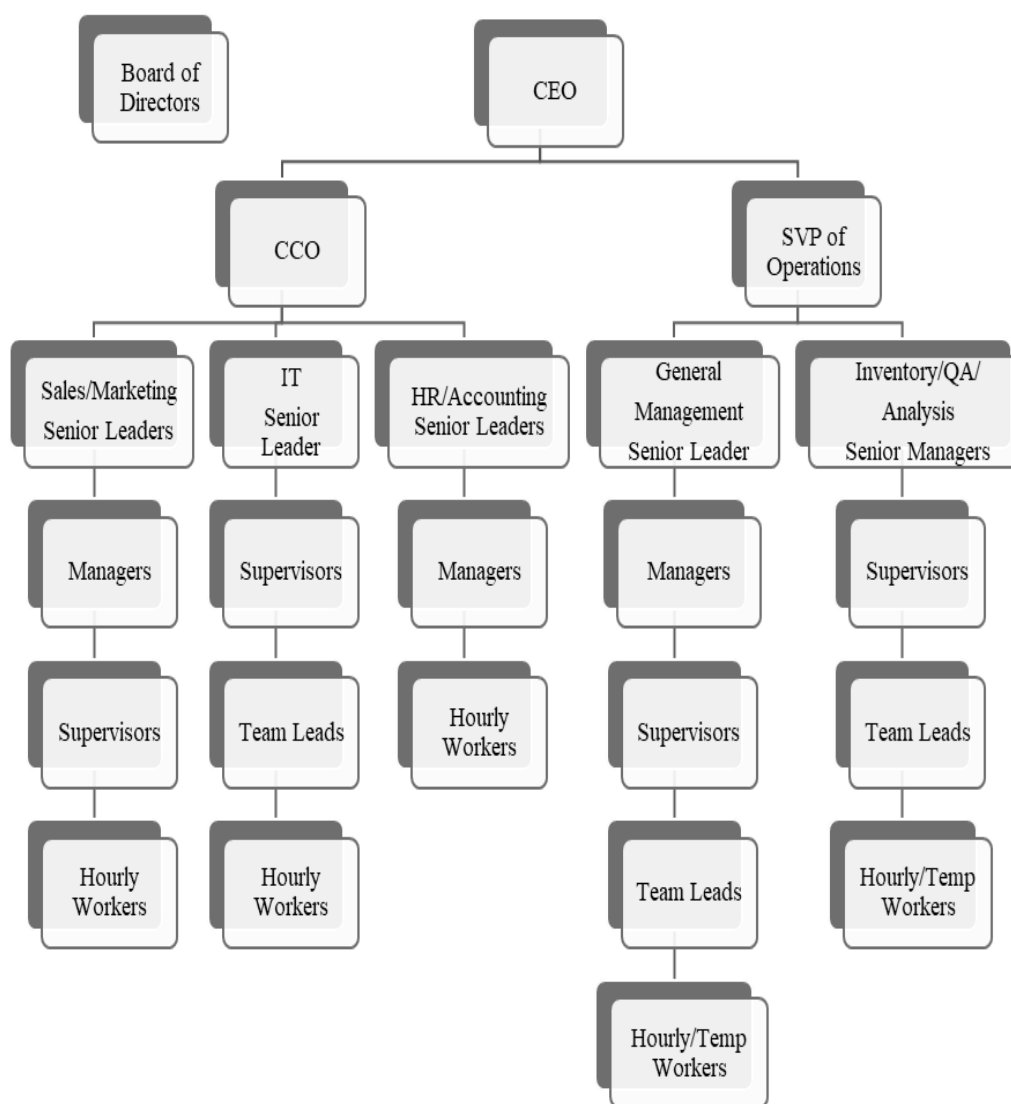 Board of
Directors
CEO
CCO
SVP of
Operations
Sales/Marketing
Senior Leaders
IT
Senior
Leader
HR/Accounting
Senior Leaders
General
Management
Senior Leader
Inventory/QA/
Analysis
Senior Managers
Managers
Supervisors
Managers
Managers
Supervisors
Supervisors
Team Leads
Hourly
Workers
Supervisors
Team Leads
Hourly
Workers
Hourly
Workers
Team Leads
Hourly/Temp
Workers
Hourly/Temp
Workers